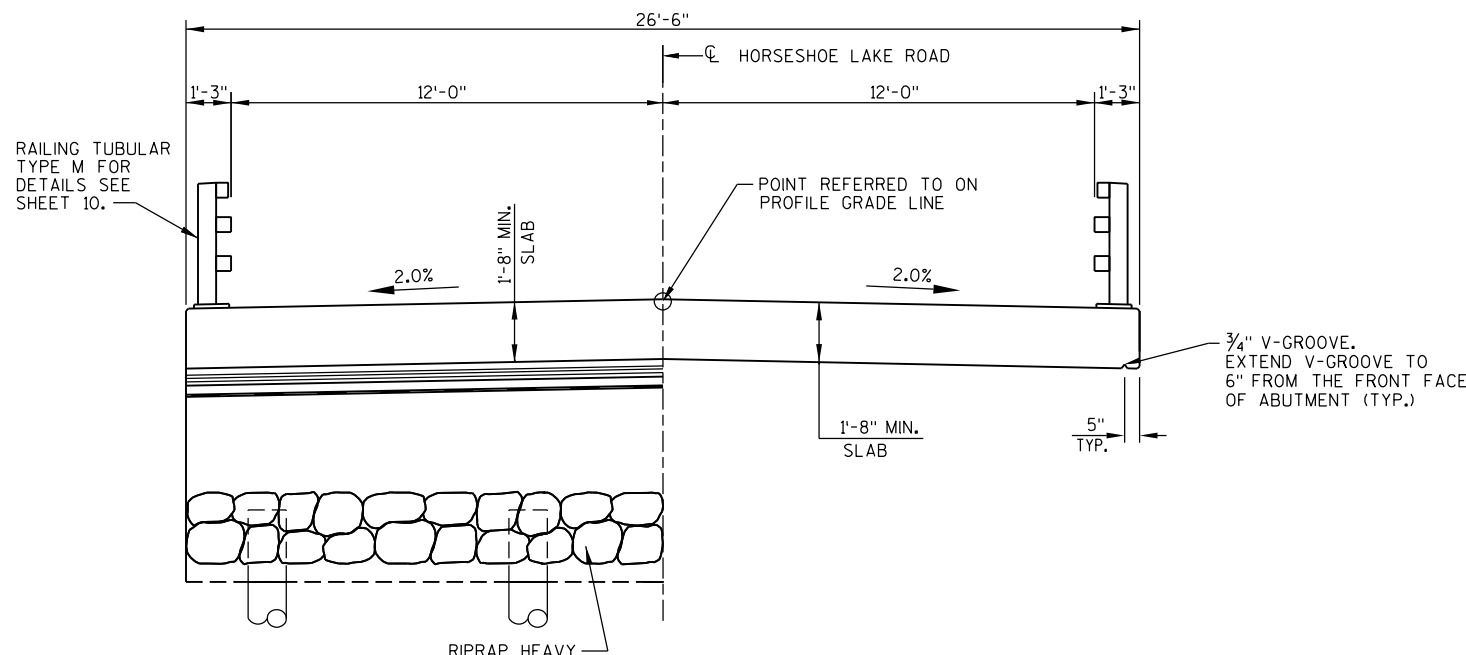 26'-6"
℄ HORSESHOE LAKE ROAD
1'-3"
12'-0"
12'-0"
1'-3"
RAILING TUBULAR
TYPE M FOR
DETAILS SEE
SHEET 10.
POINT REFERRED TO ON
PROFILE GRADE LINE
1'-8" MIN.
SLAB
2.0%
2.0%
3/4" V-GROOVE.
EXTEND V-GROOVE TO
6" FROM THE FRONT FACE
OF ABUTMENT (TYP.)
1'-8" MIN.
SLAB
5"
TYP.
RIPRAP HEAVY